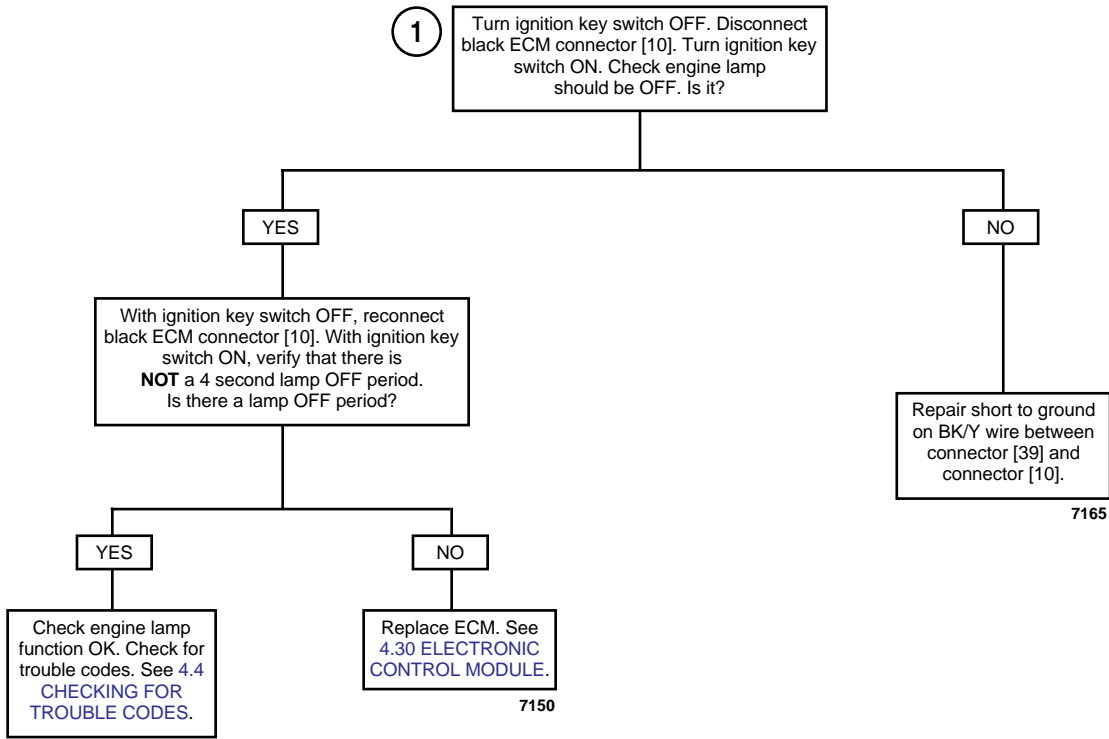 1
Turn ignition key switch OFF. Disconnect
black ECM connector [10]. Turn ignition key
switch ON. Check engine lamp
should be OFF. Is it?
YES
NO
With ignition key switch OFF, reconnect
black ECM connector [10]. With ignition key
switch ON, verify that there is
NOT a 4 second lamp OFF period.
Is there a lamp OFF period?
Repair short to ground
on BK/Y wire between
connector [39] and
connector [10].
7165
YES
NO
Check engine lamp
function OK. Check for
trouble codes. See 4.4
CHECKING FOR
TROUBLE CODES.
Replace ECM. See
4.30 ELECTRONIC
CONTROL MODULE.
7150